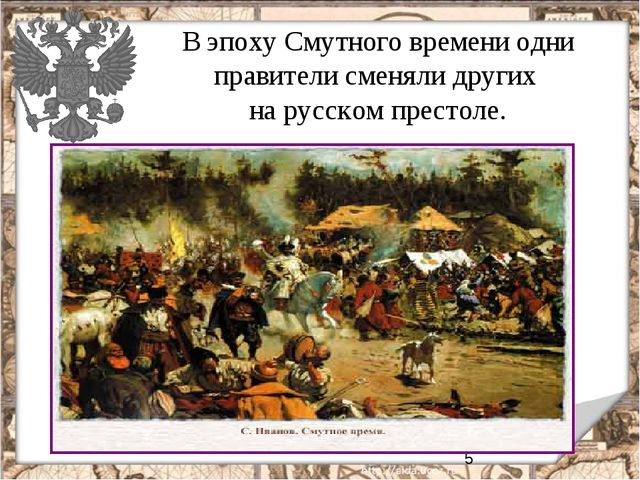 В эпоху Смутного времени одни
правители сменяли других
на русском престоле.
С. Иванов. Смутное время.
5